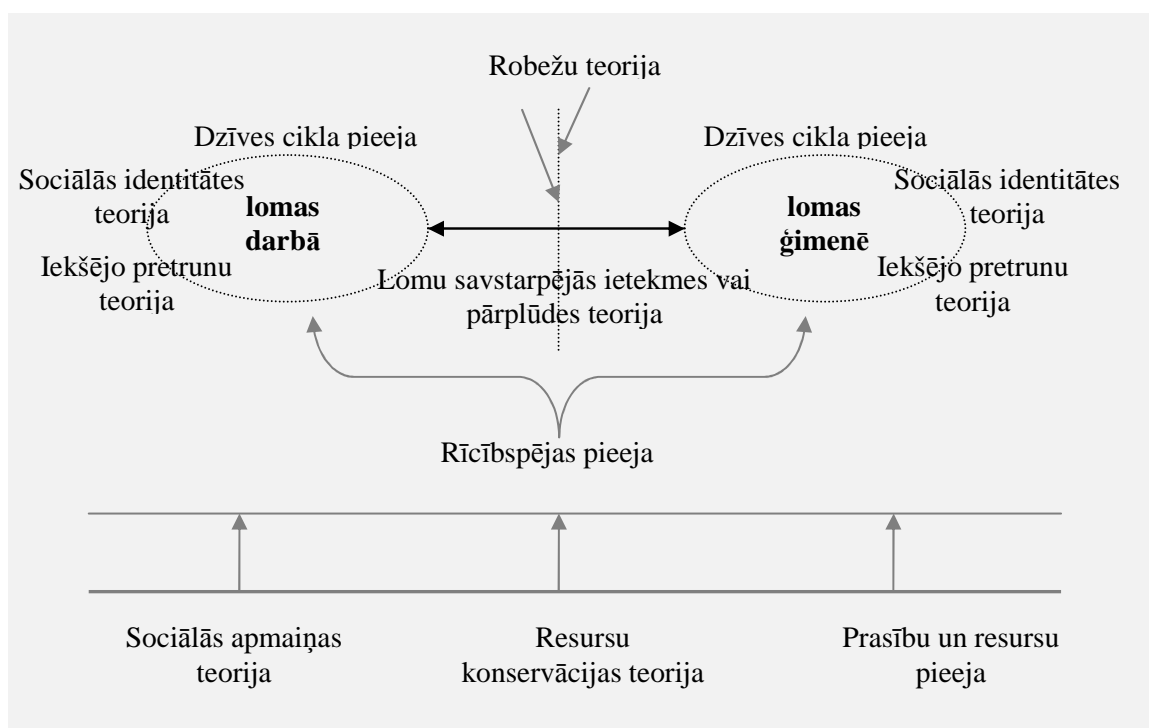 Robežu teorija
Dzīves cikla pieeja
Dzīves cikla pieeja
Sociālās identitātes
teorija
lomas
darbā
lomas
ģimenē
Sociālās identitātes
teorija
Iekšējo pretrunu
teorija
Lomu savstarpējās ietekmes vai
pārplūdes teorija
Iekšējo pretrunu
teorija
Rīcībspējas pieeja
Sociālās apmaiņas
teorija
Resursu
konservācijas teorija
Prasību un resursu
pieeja